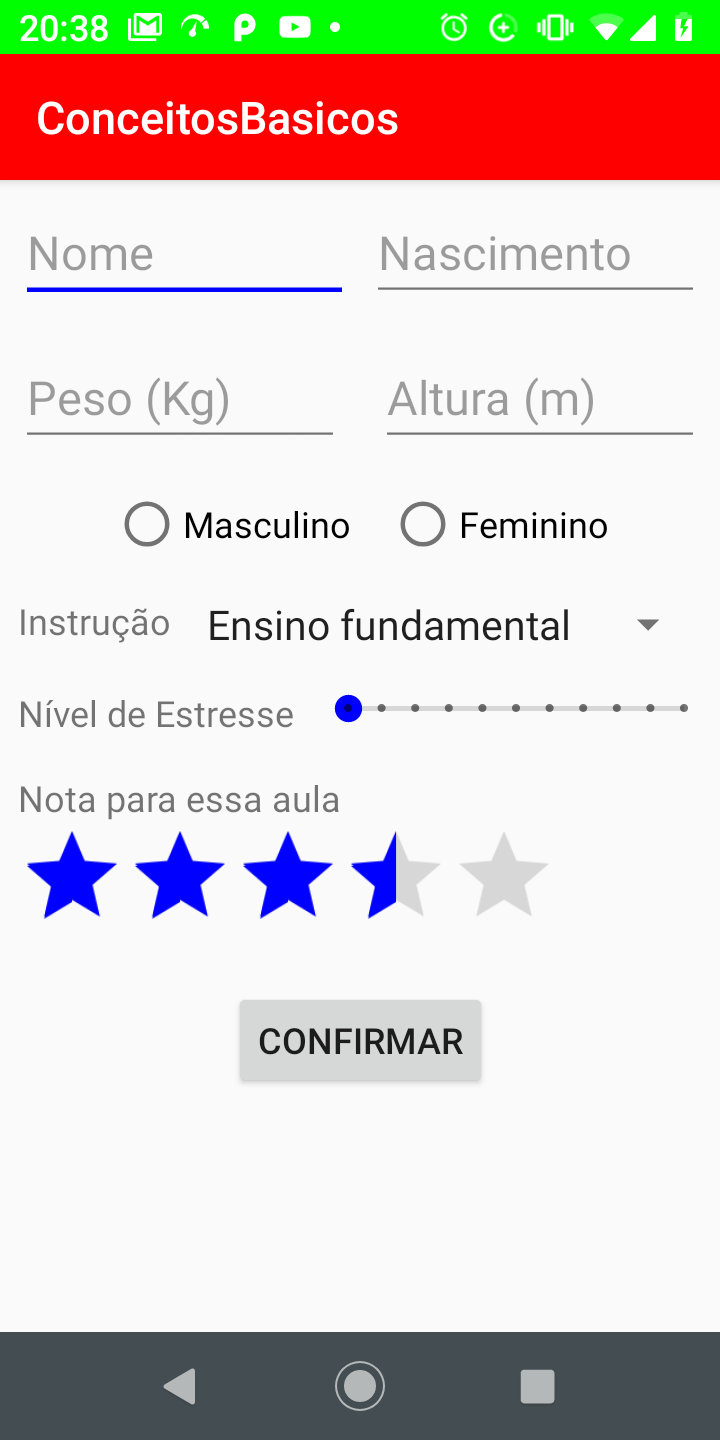 20:38
ConceitosBasicos
Nome Nascimento
Peso (Kg) Altura (m)
Masculino Feminino
Instrução Ensino fundamental
Nível de Estresse
Nota para essa aula
CONFIRMAR